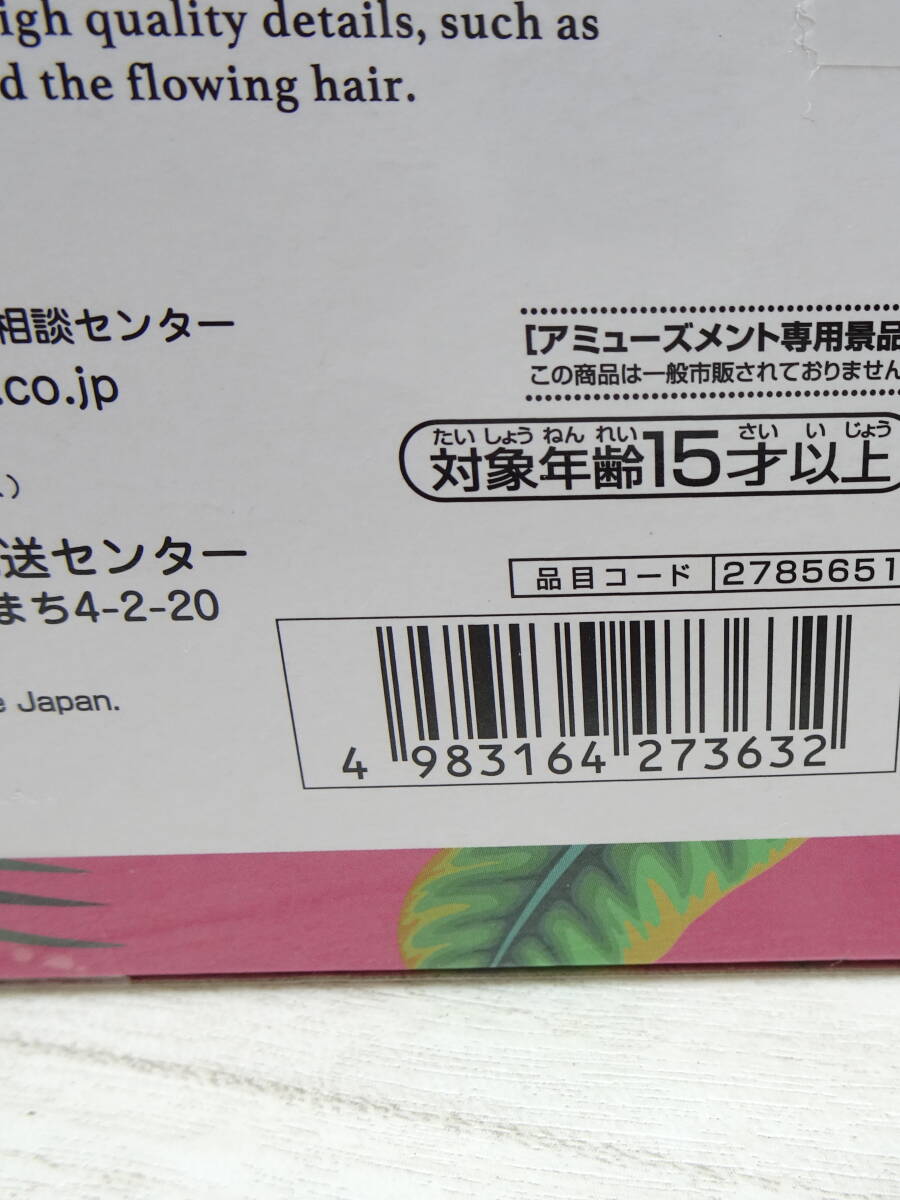 igh quality details, such as
d the flowing hair.
相談センター
.co.jp
送センター
まち4-2-20
e Japan.
[アミューズメント専用景品
この商品は一般市販されておりません
たい しょう ねん れい さい い じょう
対象年齢15才以上
品目コード 2785651
4 983164 273632